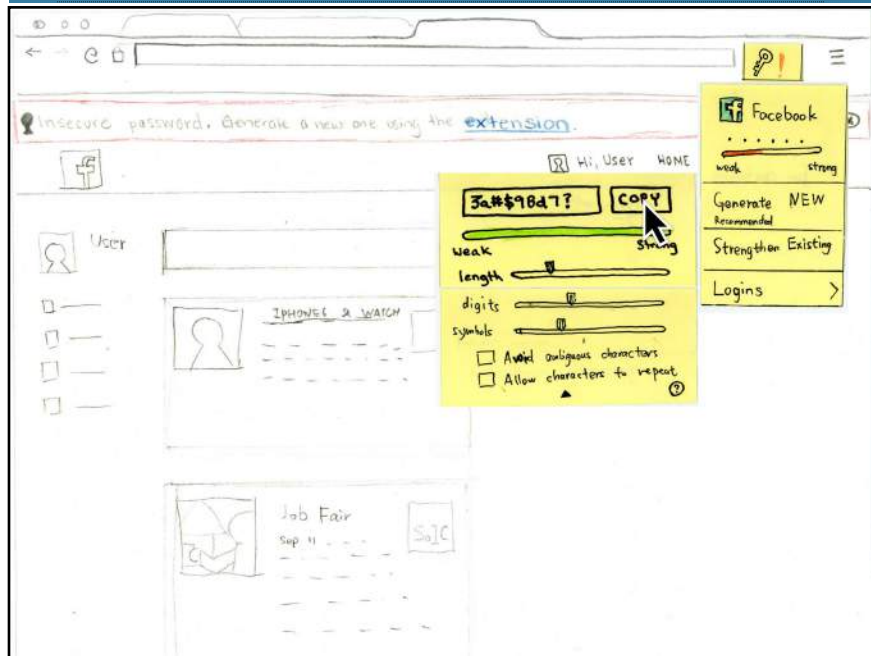 Insecure password. Generate a new one using the extension.
Facebook
weak strong
Generate NEW
Recommended
Strengthen Existing
Logins
Hi, User HOME
3a#$98d7? COPY
weak strong
length
digits
symbols
Avoid ambiguous characters
Allow characters to repeat
?
User
IPHONES & WATCH
Job Fair
Sep 11
SoIC